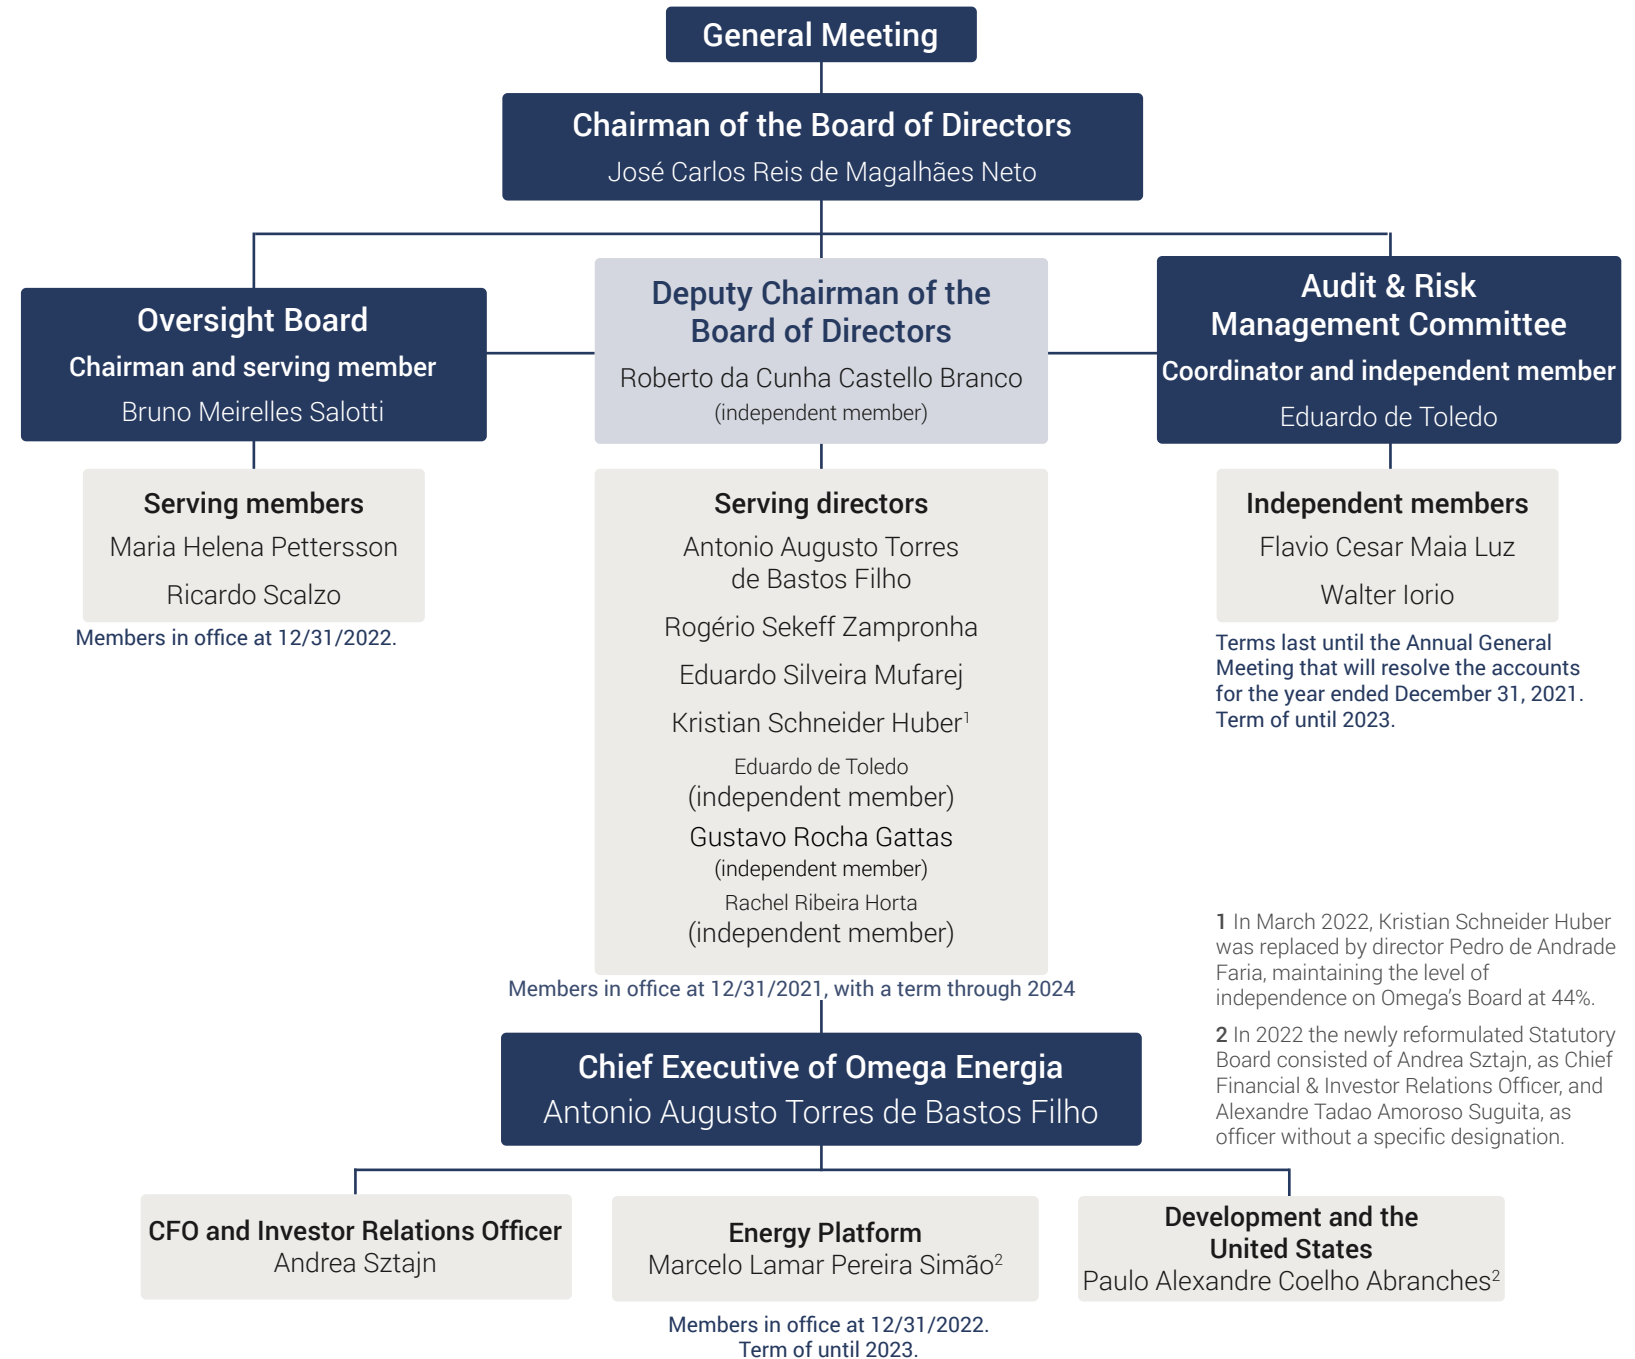 General Meeting
Chairman of the Board of Directors
José Carlos Reis de Magalhães Neto
Oversight Board
Chairman and serving member
Bruno Meirelles Salotti
Deputy Chairman of the
Board of Directors
Roberto da Cunha Castello Branco
(independent member)
Audit & Risk
Management Committee
Coordinator and independent member
Eduardo de Toledo
Serving members
Maria Helena Pettersson
Ricardo Scalzo
Members in office at 12/31/2022.
Serving directors
Antonio Augusto Torres
de Bastos Filho
Rogério Sekeff Zampronha
Eduardo Silveira Mufarej
Kristian Schneider Huber¹
Eduardo de Toledo
(independent member)
Gustavo Rocha Gattas
(independent member)
Rachel Ribeira Horta
(independent member)
Members in office at 12/31/2021, with a term through 2024
Independent members
Flavio Cesar Maia Luz
Walter Iorio
Terms last until the Annual General
Meeting that will resolve the accounts
for the year ended December 31, 2021.
Term of until 2023.
1 In March 2022, Kristian Schneider Huber
was replaced by director Pedro de Andrade
Faria, maintaining the level of
independence on Omega's Board at 44%.
2 In 2022 the newly reformulated Statutory
Board consisted of Andrea Sztajn, as Chief
Financial & Investor Relations Officer, and
Alexandre Tadao Amoroso Suguita, as
officer without a specific designation.
Chief Executive of Omega Energia
Antonio Augusto Torres de Bastos Filho
CFO and Investor Relations Officer
Andrea Sztajn
Energy Platform
Marcelo Lamar Pereira Simão²
Development and the
United States
Paulo Alexandre Coelho Abranches²
Members in office at 12/31/2022.
Term of until 2023.